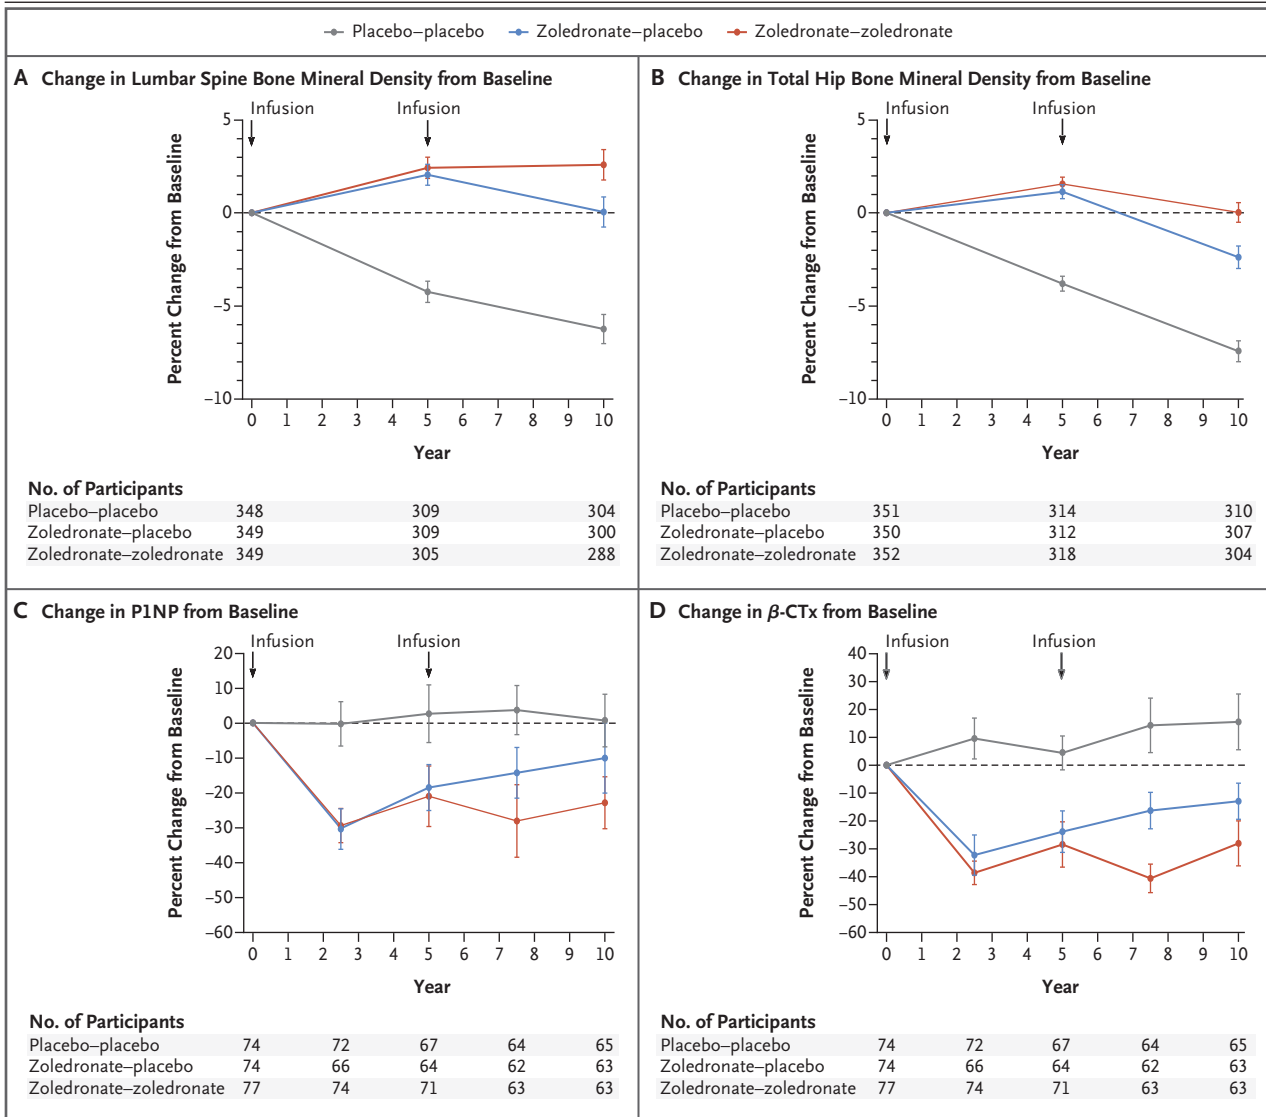 Placebo–placebo Zoledronate–placebo Zoledronate–zoledronate
A Change in Lumbar Spine Bone Mineral Density from Baseline
Infusion Infusion
Percent Change from Baseline
5
0
–5
–10
0 1 2 3 4 5 6 7 8 9 10
Year
No. of Participants
Placebo–placebo 348 309 304
Zoledronate–placebo 349 309 300
Zoledronate–zoledronate 349 305 288
B Change in Total Hip Bone Mineral Density from Baseline
Infusion Infusion
Percent Change from Baseline
5
0
–5
–10
0 1 2 3 4 5 6 7 8 9 10
Year
No. of Participants
Placebo–placebo 351 314 310
Zoledronate–placebo 350 312 307
Zoledronate–zoledronate 352 318 304
C Change in P1NP from Baseline
Infusion Infusion
Percent Change from Baseline
20
10
0
–10
–20
–30
–40
–50
–60
0 1 2 3 4 5 6 7 8 9 10
Year
No. of Participants
Placebo–placebo 74 72 67 64 65
Zoledronate–placebo 74 66 64 62 63
Zoledronate–zoledronate 77 74 71 63 63
D Change in β-CTx from Baseline
Infusion Infusion
Percent Change from Baseline
40
30
20
10
0
–10
–20
–30
–40
–50
–60
0 1 2 3 4 5 6 7 8 9 10
Year
No. of Participants
Placebo–placebo 74 72 67 64 65
Zoledronate–placebo 74 66 64 62 63
Zoledronate–zoledronate 77 74 71 63 63